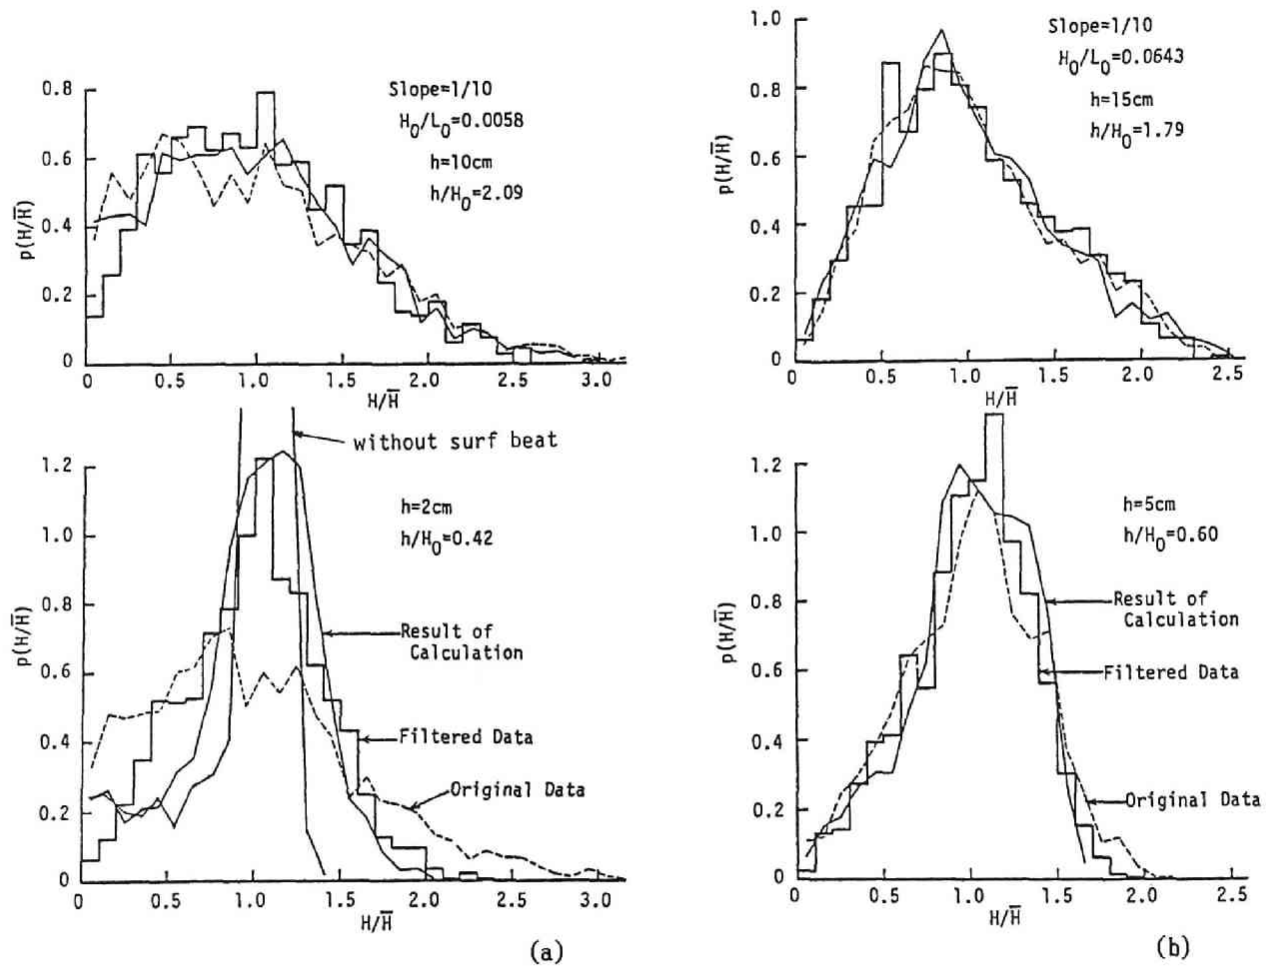 0.8
0.6
0.4
0.2
0
p(H/H̅)
Slope=1/10
H₀/L₀=0.0058
h=10cm
h/H₀=2.09
0 0.5 1.0 1.5 2.0 2.5 3.0
H/H̅
1.2
1.0
0.8
0.6
0.4
0.2
0
p(H/H̅)
without surf beat
h=2cm
h/H₀=0.42
Result of
Calculation
Filtered Data
Original Data
0 0.5 1.0 1.5 2.0 2.5 3.0
H/H̅
(a)
1.0
0.8
0.6
0.4
0.2
0
p(H/H̅)
Slope=1/10
H₀/L₀=0.0643
h=15cm
h/H₀=1.79
0 0.5 1.0 1.5 2.0 2.5
H/H̅
1.2
1.0
0.8
0.6
0.4
0.2
0
p(H/H̅)
h=5cm
h/H₀=0.60
Result of
Calculation
Filtered Data
Original Data
0 0.5 1.0 1.5 2.0 2.5
H/H̅
(b)